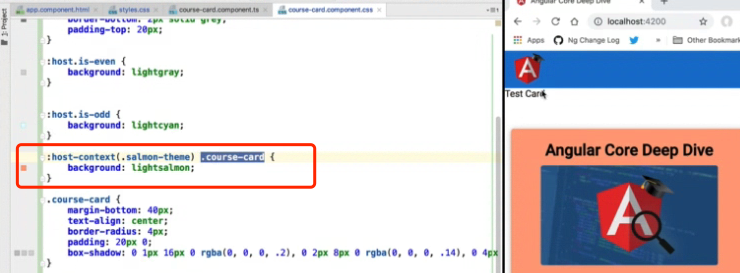 Project
app.component.html
styles.css
course-card.component.ts
course-card.component.css
border-bottom: 2px solid grey;
padding-top: 20px;
}
:host.is-even {
background: lightgray;
}
:host.is-odd {
background: lightcyan;
}
:host-context(.salmon-theme) .course-card {
background: lightsalmon;
}
.course-card {
margin-bottom: 40px;
text-align: center;
border-radius: 4px;
padding: 20px 0;
box-shadow: 0 1px 16px 0 rgba(0, 0, 0, .2), 0 2px 8px 0 rgba(0, 0, 0, .14), 0 4p
}
Angular Core Deep Dive
localhost:4200
Apps
Ng Change Log
»
Other Bookmark
Test Card
Angular Core Deep Dive